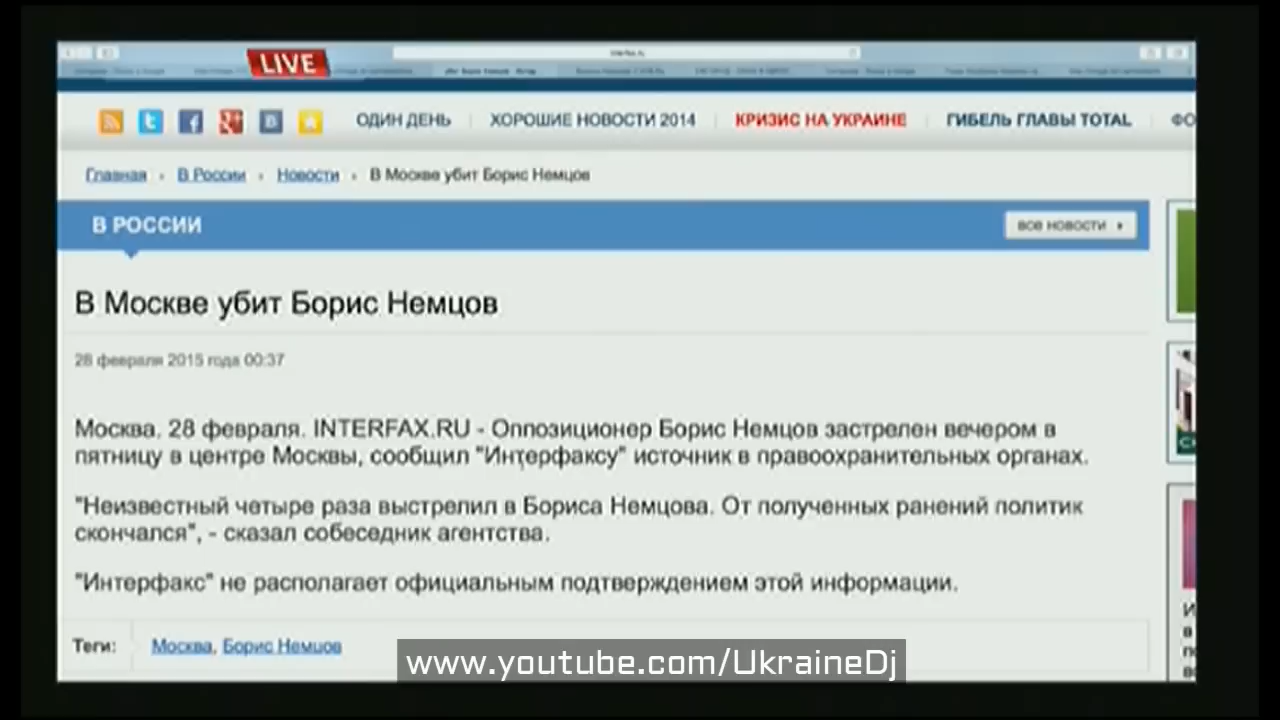 LIVE
ОДИН ДЕНЬ
ХОРОШИЕ НОВОСТИ 2014
КРИЗИС НА УКРАИНЕ
ГИБЕЛЬ ГЛАВЫ TOTAL
ФО
Главная › В России › Новости › В Москве убит Борис Немцов
В РОССИИ
все новости
В Москве убит Борис Немцов
28 февраля 2015 года 00:37
Москва. 28 февраля. INTERFAX.RU - Оппозиционер Борис Немцов застрелен вечером в
пятницу в центре Москвы, сообщил "Интерфаксу" источник в правоохранительных органах.
"Неизвестный четыре раза выстрелил в Бориса Немцова. От полученных ранений политик
скончался", - сказал собеседник агентства.
"Интерфакс" не располагает официальным подтверждением этой информации.
Теги: Москва, Борис Немцов
www.youtube.com/UkraineDj